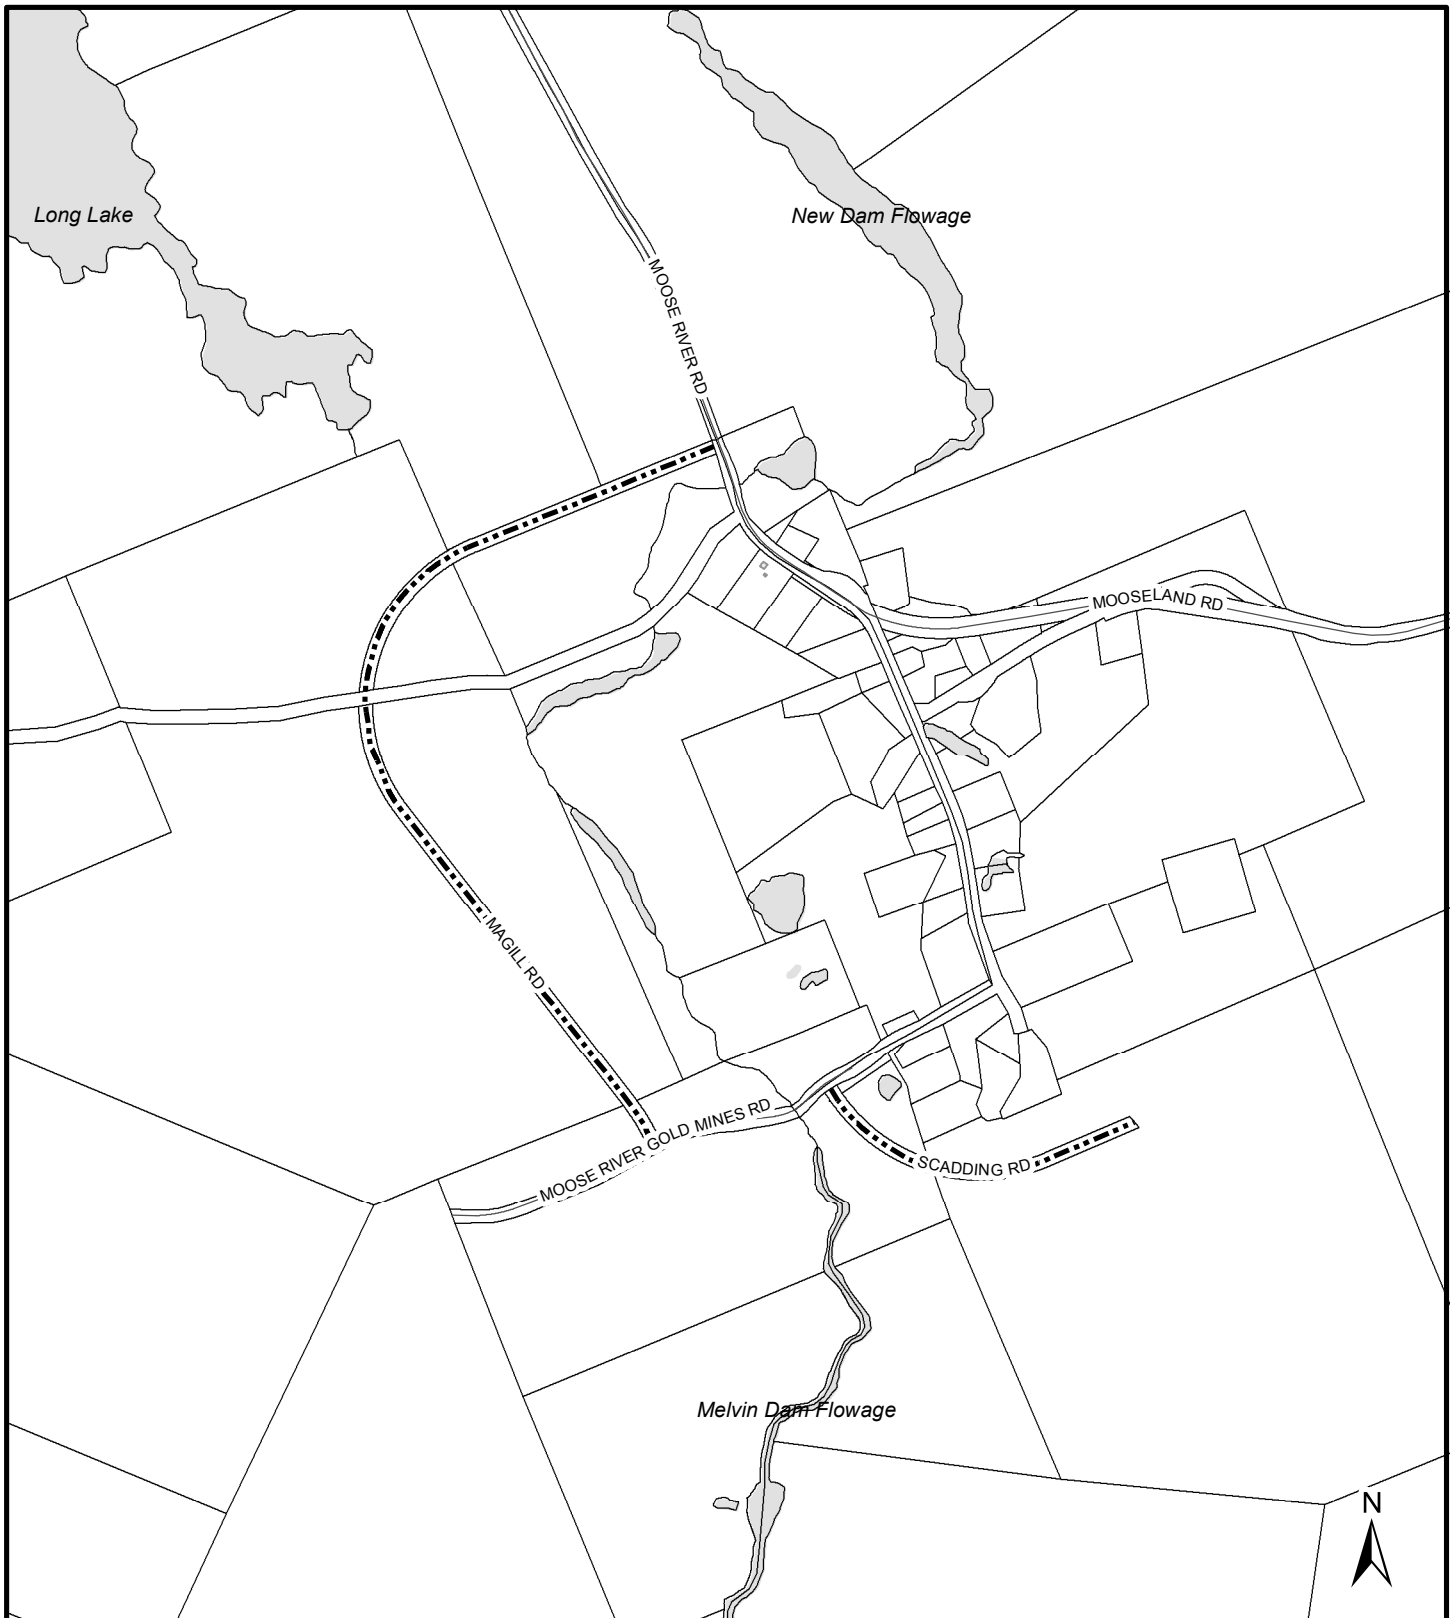 Long Lake
New Dam Flowage
MOOSE RIVER RD
MOOSELAND RD
MAGILL RD
MOOSE RIVER GOLD MINES RD
SCADDING RD
Melvin Dam Flowage
N